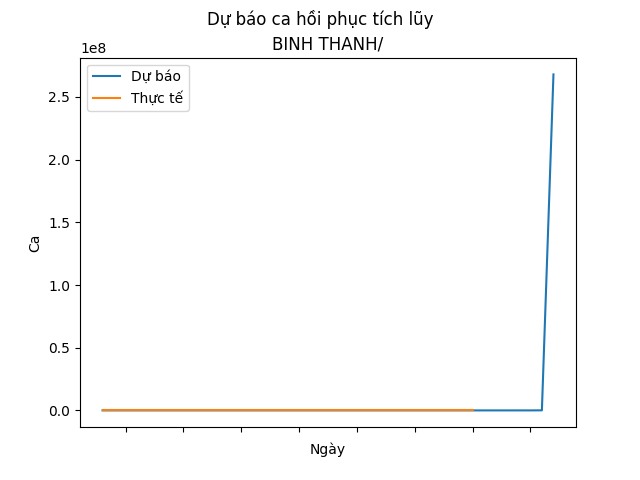 Dự báo ca hồi phục tích lũy
BINH THANH/
1e8
Dự báo
Thực tế
2.5
2.0
1.5
1.0
0.5
0.0
Ca
Ngày